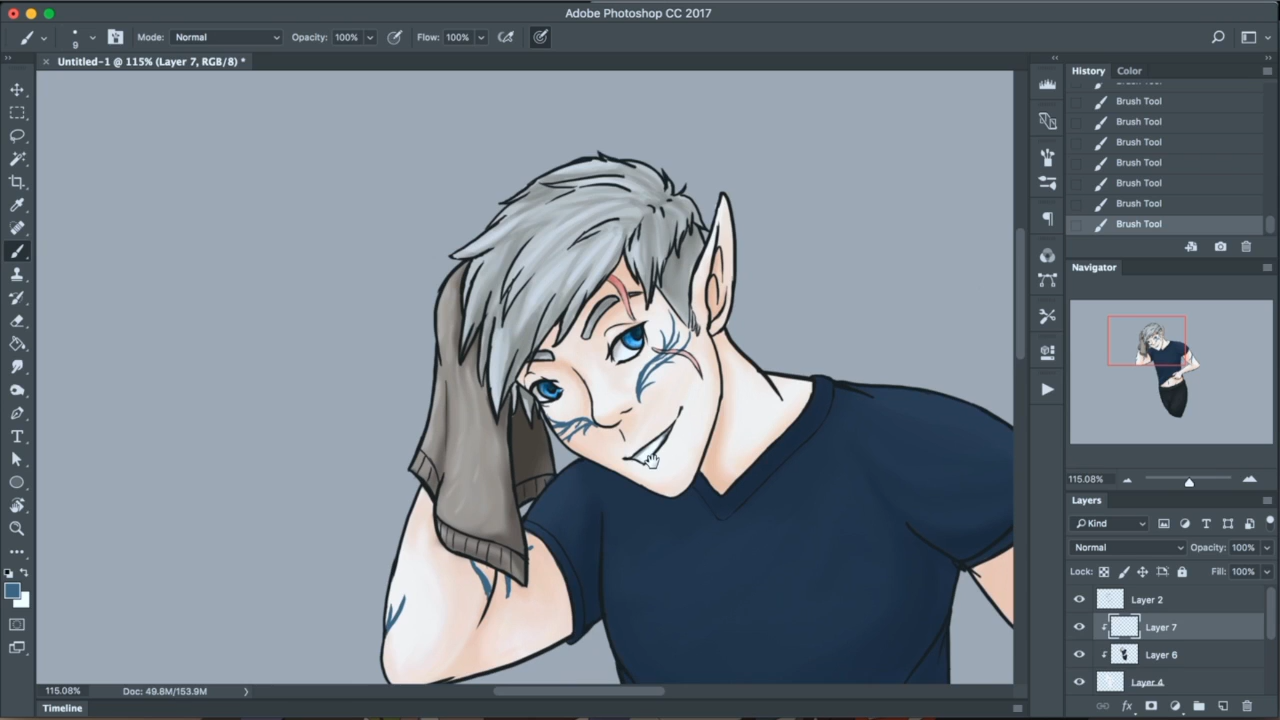 Adobe Photoshop CC 2017
9
Mode: Normal
Opacity: 100%
Flow: 100%
Untitled-1 @ 115% (Layer 7, RGB/8) *
History
Color
Brush Tool
Brush Tool
Brush Tool
Brush Tool
Brush Tool
Brush Tool
Brush Tool
Navigator
115.08%
Layers
Kind
Normal
Opacity: 100%
Lock:
Fill: 100%
Layer 2
Layer 7
Layer 6
Layer 4
115.08%
Doc: 49.8M/153.9M
Timeline